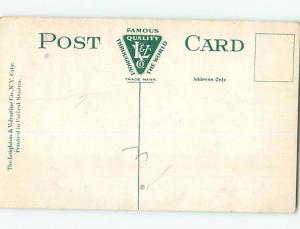 POST CARD
FAMOUS
QUALITY
L&V
Co
THROUGHOUT
THE WORLD
TRADE MARK.
Address Only
The Leighton & Valentine Co., N.Y. City.
Printed in United States.